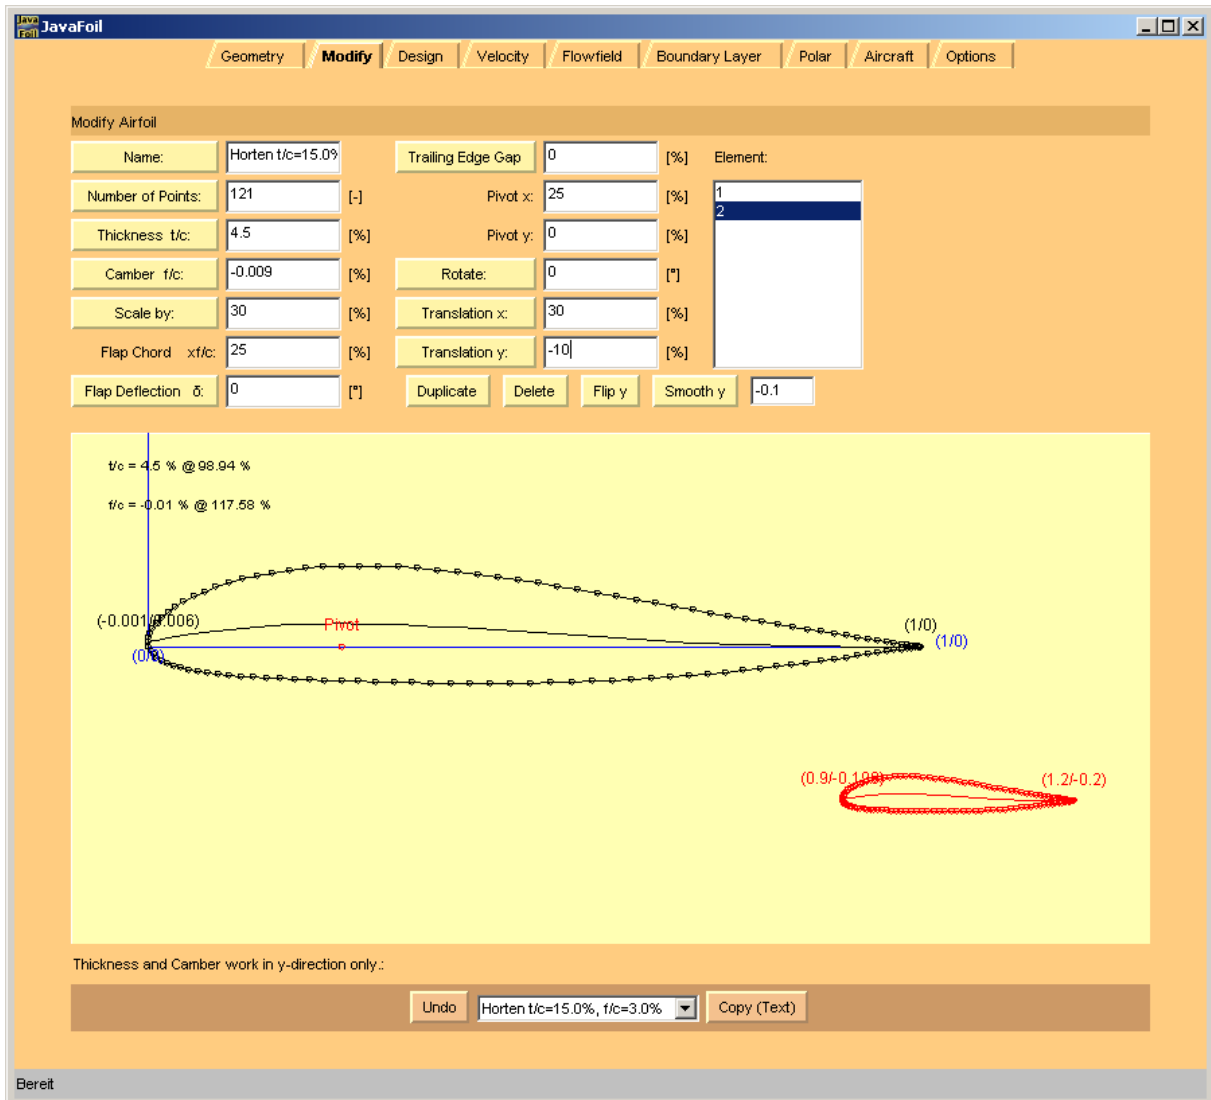 JavaFoil
Geometry Modify Design Velocity Flowfield Boundary Layer Polar Aircraft Options
Modify Airfoil
Name: Horten t/c=15.0% Trailing Edge Gap 0 [%] Element:
Number of Points: 121 [-] Pivot x: 25 [%] 1
2
Thickness t/c: 4.5 [%] Pivot y: 0 [%]
Camber f/c: -0.009 [%] Rotate: 0 [°]
Scale by: 30 [%] Translation x: 30 [%]
Flap Chord xf/c: 25 [%] Translation y: -10 [%]
Flap Deflection δ: 0 [°] Duplicate Delete Flip y Smooth y -0.1
t/c = 4.5 % @ 98.94 %
f/c = -0.01 % @ 117.58 %
(-0.001/0.006) Pivot (1/0)
(0/0) (1/0)
(0.9/-0.198) (1.2/-0.2)
Thickness and Camber work in y-direction only.:
Undo Horten t/c=15.0%, f/c=3.0% Copy (Text)
Bereit